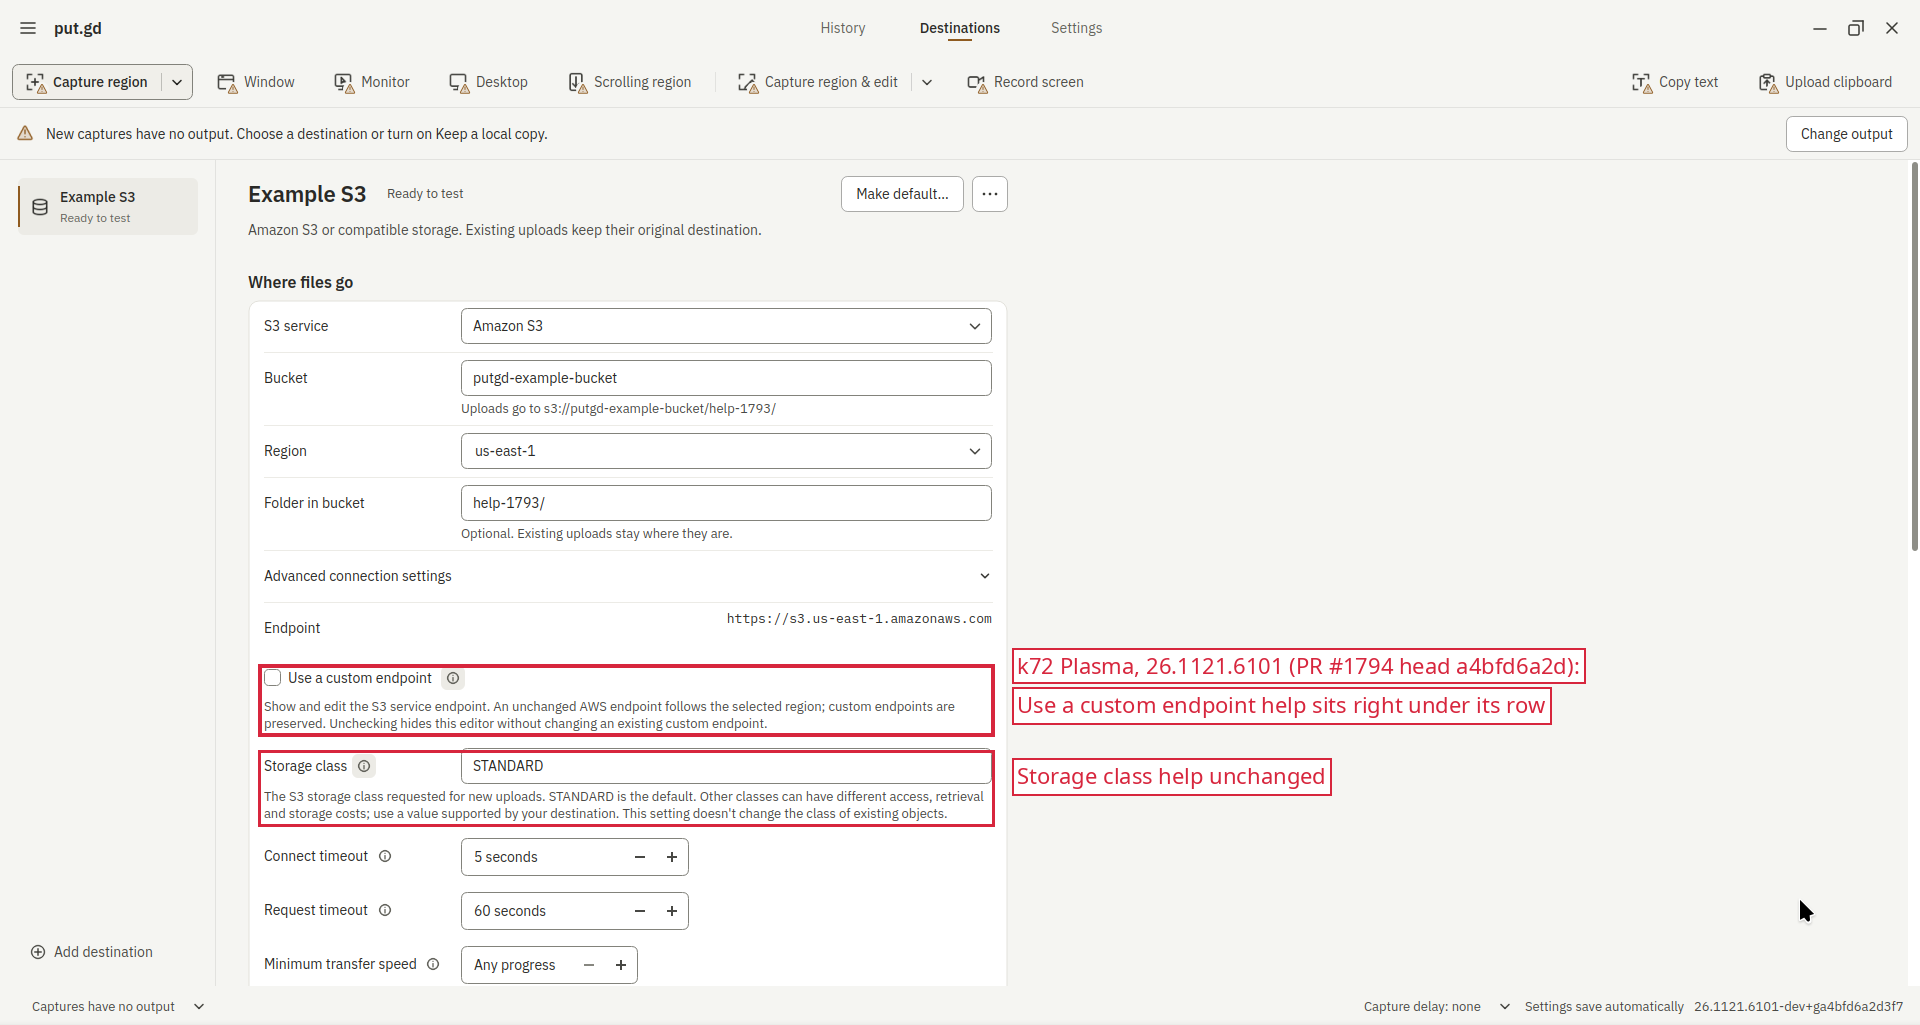 put.gd
History
Destinations
Settings
Capture region
Window
Monitor
Desktop
Scrolling region
Capture region & edit
Record screen
Copy text
Upload clipboard
New captures have no output. Choose a destination or turn on Keep a local copy.
Change output
Example S3
Ready to test
Example S3
Ready to test
Make default...
Amazon S3 or compatible storage. Existing uploads keep their original destination.
Where files go
S3 service
Amazon S3
Bucket
putgd-example-bucket
Uploads go to s3://putgd-example-bucket/help-1793/
Region
us-east-1
Folder in bucket
help-1793/
Optional. Existing uploads stay where they are.
Advanced connection settings
Endpoint
https://s3.us-east-1.amazonaws.com
Use a custom endpoint
Show and edit the S3 service endpoint. An unchanged AWS endpoint follows the selected region; custom endpoints are
preserved. Unchecking hides this editor without changing an existing custom endpoint.
k72 Plasma, 26.1121.6101 (PR #1794 head a4bfd6a2d):
Use a custom endpoint help sits right under its row
Storage class
STANDARD
The S3 storage class requested for new uploads. STANDARD is the default. Other classes can have different access, retrieval
and storage costs; use a value supported by your destination. This setting doesn't change the class of existing objects.
Storage class help unchanged
Connect timeout
5 seconds
Request timeout
60 seconds
Minimum transfer speed
Any progress
Add destination
Captures have no output
Capture delay: none
Settings save automatically
26.1121.6101-dev+ga4bfd6a2d3f7